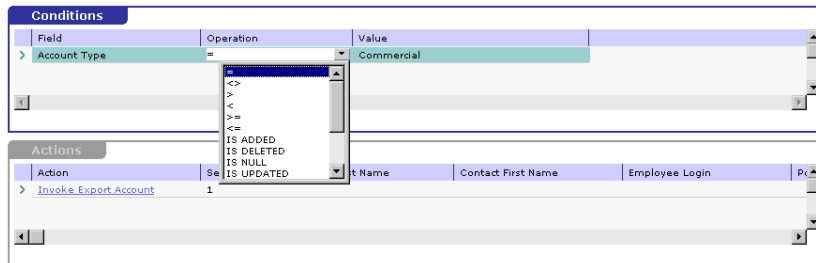 Conditions
Field Operation Value
Account Type = Commercial
=
<>
>
<
>=
<=
IS ADDED
IS DELETED
IS NULL
IS UPDATED
Actions
Action Se t Name Contact First Name Employee Login
Invoke Export Account 1